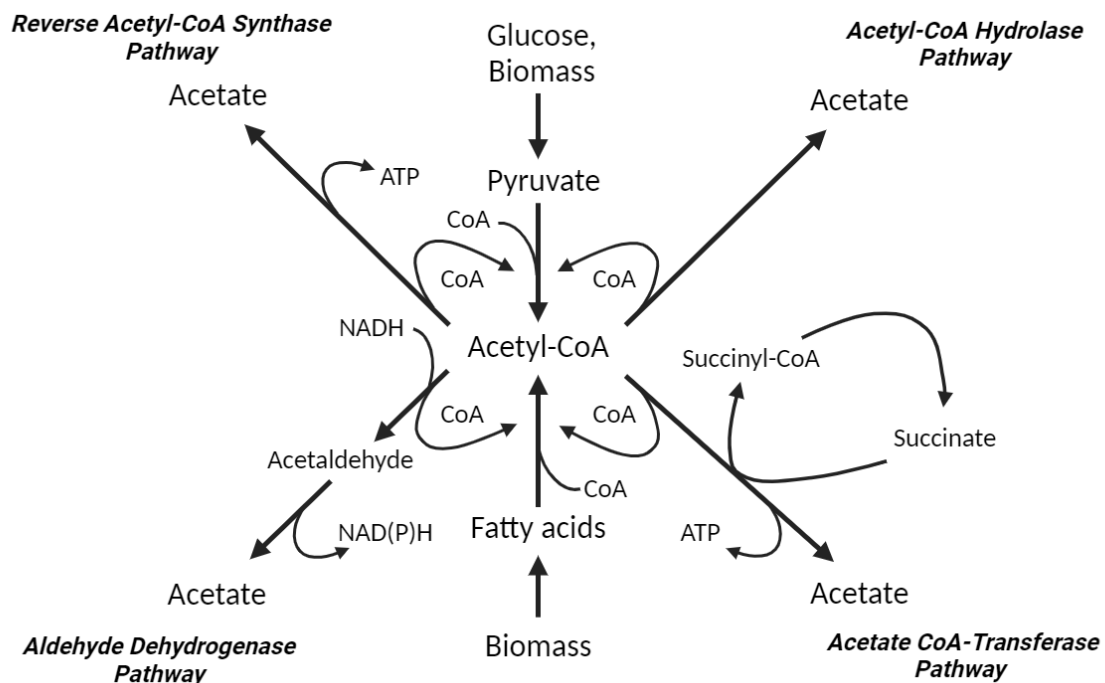 Reverse Acetyl-CoA Synthase
Pathway
Acetate
Glucose,
Biomass
Acetyl-CoA Hydrolase
Pathway
Acetate
ATP
Pyruvate
CoA
CoA
CoA
NADH
Acetyl-CoA
Succinyl-CoA
CoA
CoA
Succinate
Acetaldehyde
CoA
NAD(P)H
Fatty acids
ATP
Acetate
Acetate
Aldehyde Dehydrogenase
Pathway
Biomass
Acetate CoA-Transferase
Pathway